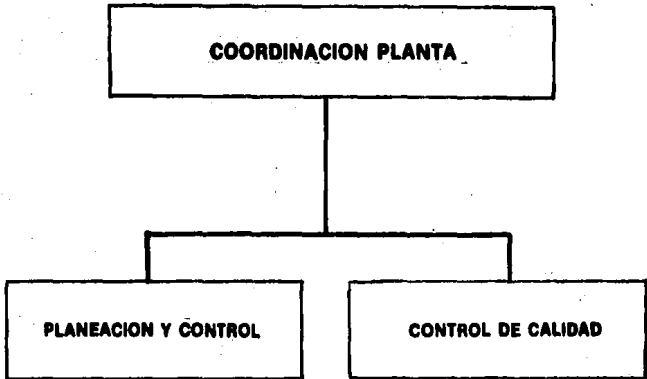 COORDINACION PLANTA
PLANEACION Y CONTROL
CONTROL DE CALIDAD